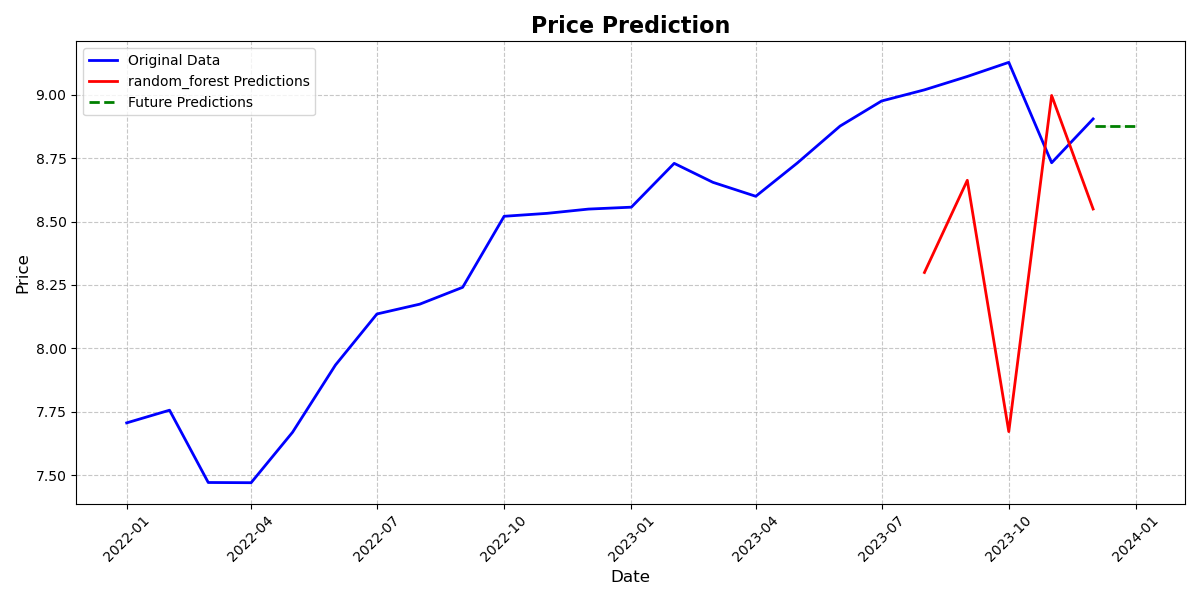 Price Prediction
Original Data
random_forest Predictions
Future Predictions
Price
9.00
8.75
8.50
8.25
8.00
7.75
7.50
2022-01
2022-04
2022-07
2022-10
2023-01
2023-04
2023-07
2023-10
2024-01
Date